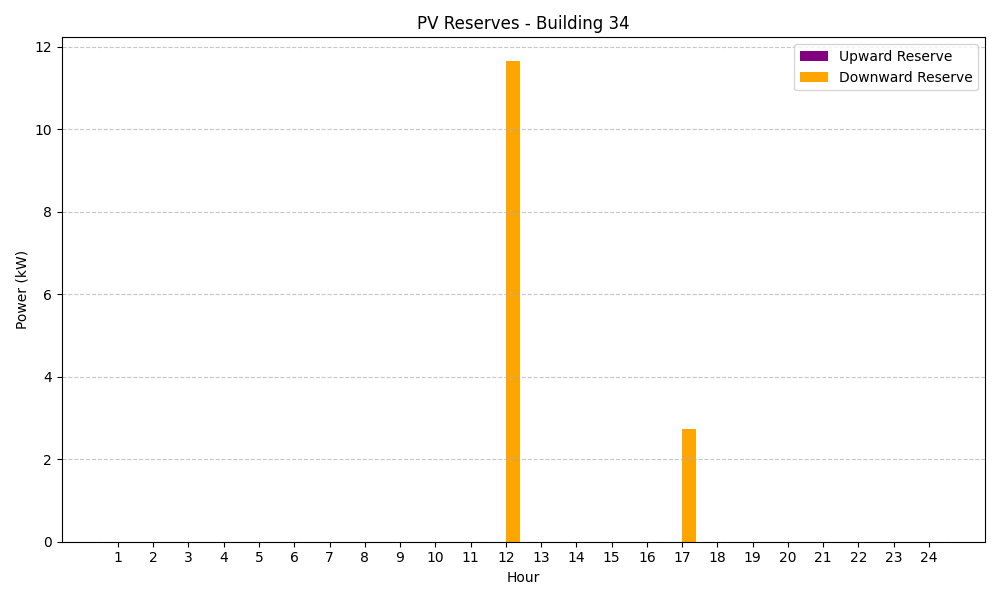 PV Reserves - Building 34
Upward Reserve
Downward Reserve
Power (kW)
12
10
8
6
4
2
0
1 2 3 4 5 6 7 8 9 10 11 12 13 14 15 16 17 18 19 20 21 22 23 24
Hour